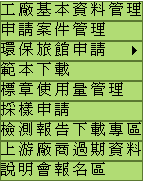 工廠基本資料管理
申請案件管理
環保旅館申請
範本下載
標章使用量管理
採樣申請
檢測報告下載專區
上游廠商過期資料
說明會報名區